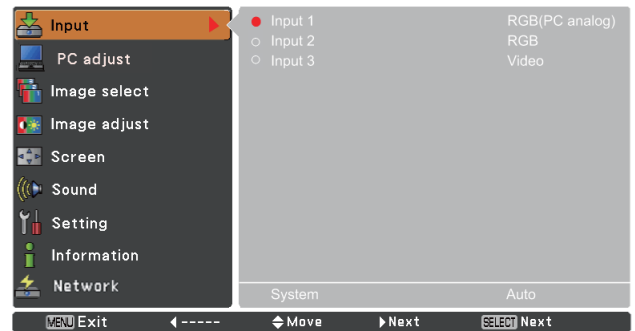 Input
PC adjust
Image select
Image adjust
Screen
Sound
Setting
Information
Network
Input 1 RGB(PC analog)
Input 2 RGB
Input 3 Video
System Auto
MENU Exit ----- Move Next SELECT Next